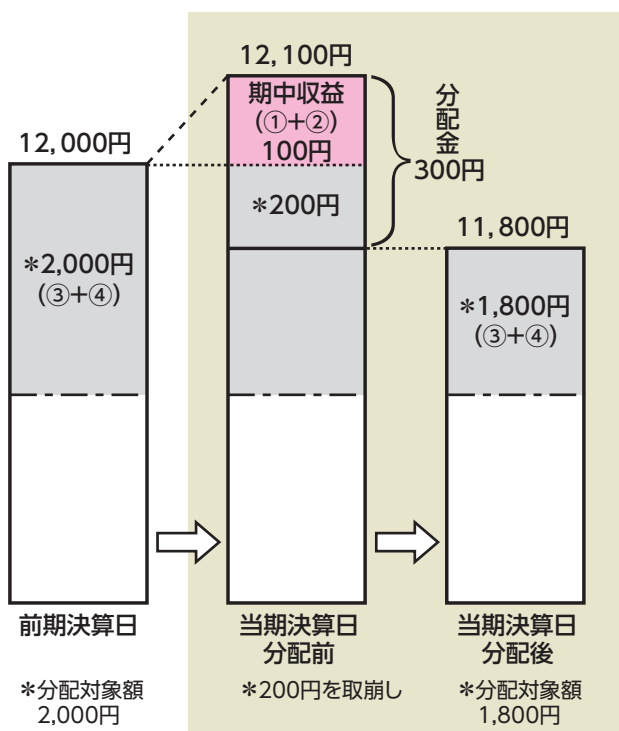 12,100円
期中収益
(①+②)
100円
分配金
300円
12,000円
*200円
11,800円
*2,000円
(③+④)
*1,800円
(③+④)
前期決算日
当期決算日
分配前
当期決算日
分配後
*分配対象額
2,000円
*200円を取崩し
*分配対象額
1,800円